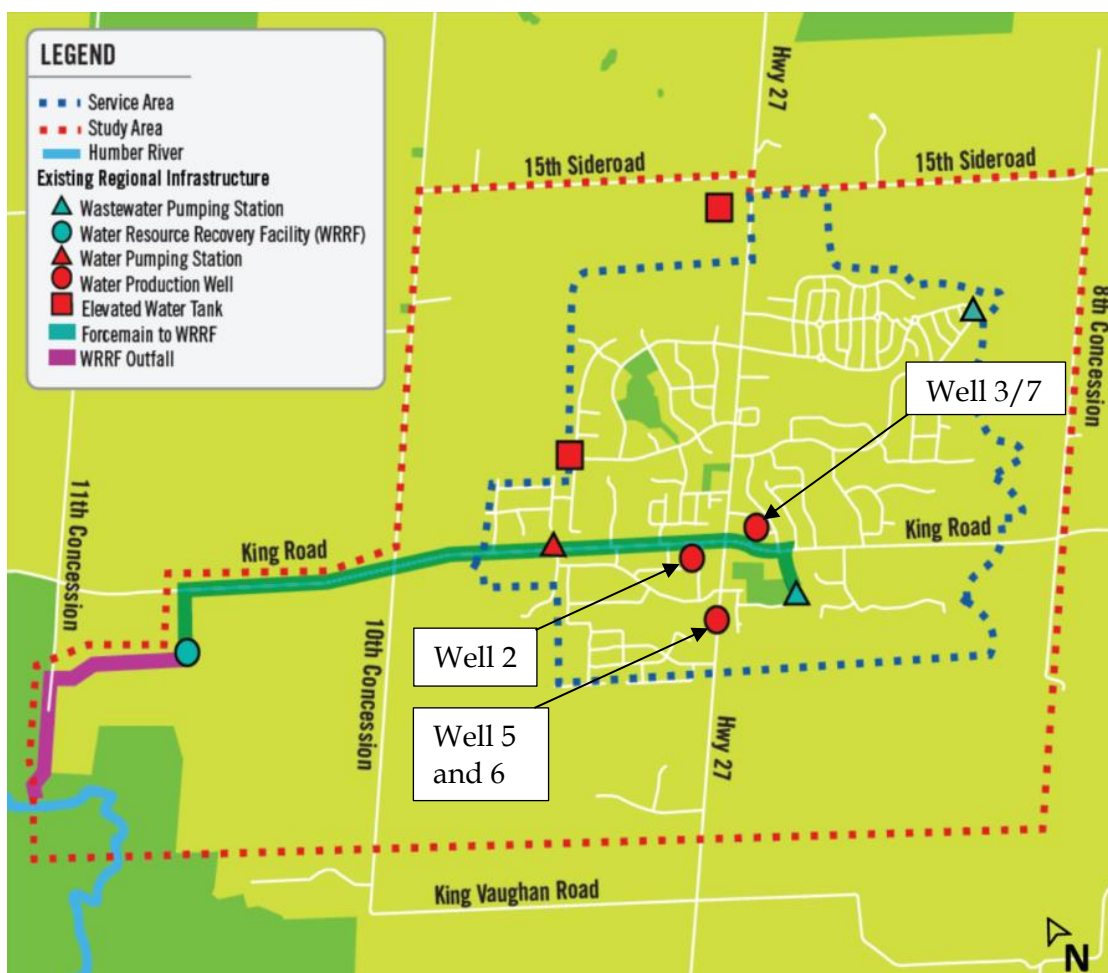 LEGEND
Service Area
Study Area
Humber River
Existing Regional Infrastructure
Wastewater Pumping Station
Water Resource Recovery Facility (WRRF)
Water Pumping Station
Water Production Well
Elevated Water Tank
Forcemain to WRRF
WRRF Outfall
Hwy 27
15th Sideroad
15th Sideroad
8th Concession
Well 3/7
11th Concession
King Road
King Road
10th Concession
Well 2
Well 5
and 6
Hwy 27
King Vaughan Road
N